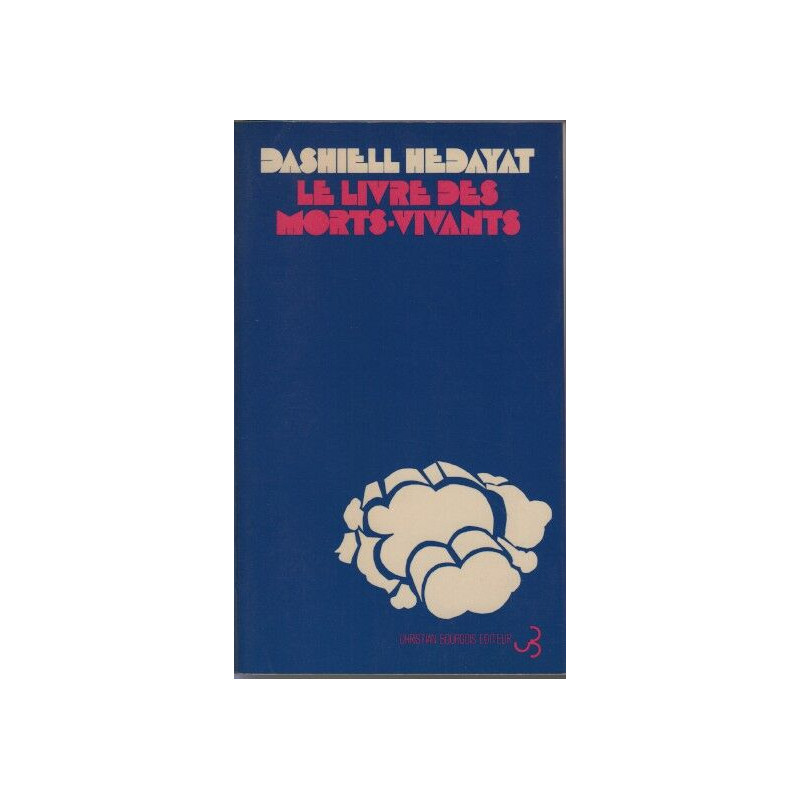 DASHIELL HEDAYAT
LE LIVRE DES
MORTS-VIVANTS
CHRISTIAN BOURGOIS EDITEUR